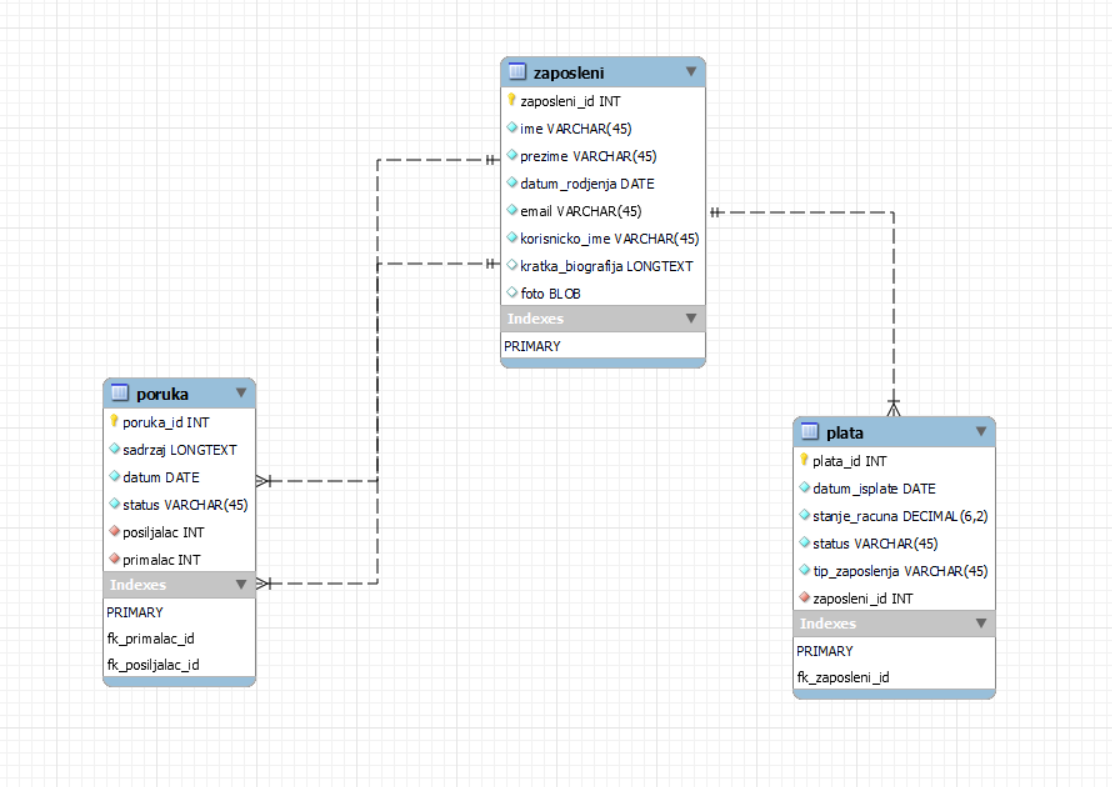 zaposleni
zaposleni_id INT
ime VARCHAR(45)
prezime VARCHAR(45)
datum_rodjenja DATE
email VARCHAR(45)
korisnicko_ime VARCHAR(45)
kratka_biografija LONGTEXT
foto BLOB
Indexes
PRIMARY
poruka
poruka_id INT
sadrzaj LONGTEXT
datum DATE
status VARCHAR(45)
posiljalac INT
primalac INT
Indexes
PRIMARY
fk_primalac_id
fk_posiljalac_id
plata
plata_id INT
datum_isplate DATE
stanje_racuna DECIMAL(6,2)
status VARCHAR(45)
tip_zaposlenja VARCHAR(45)
zaposleni_id INT
Indexes
PRIMARY
fk_zaposleni_id